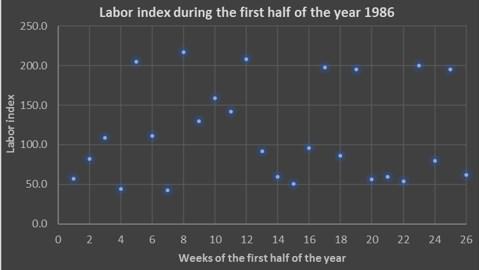 Labor index during the first half of the year 1986
250.0
200.0
150.0
100.0
50.0
0.0
Labor index
0 2 4 6 8 10 12 14 16 18 20 22 24 26
Weeks of the first half of the year